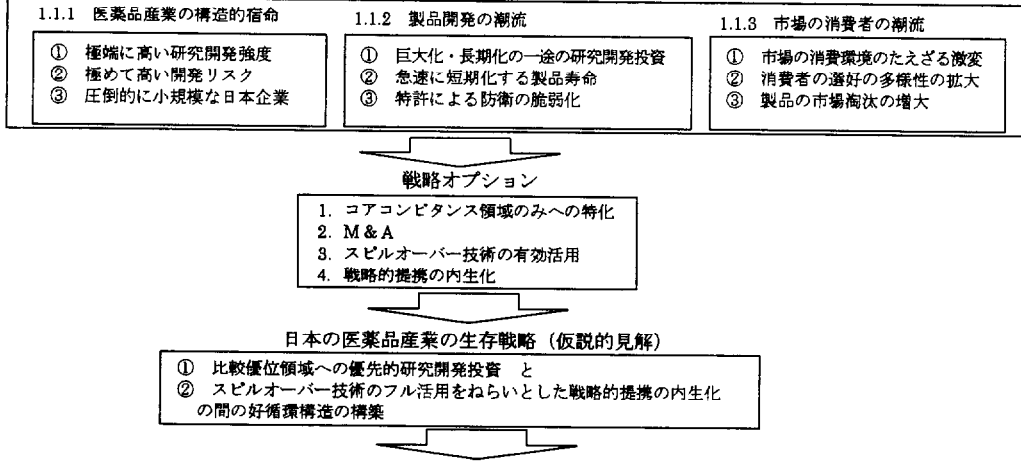 1.1.1 医薬品産業の構造的宿命
① 極端に高い研究開発強度
② 極めて高い開発リスク
③ 圧倒的に小規模な日本企業
1.1.2 製品開発の潮流
① 巨大化・長期化の一途の研究開発投資
② 急速に短期化する製品寿命
③ 特許による防衛の脆弱化
1.1.3 市場の消費者の潮流
① 市場の消費環境のたえざる激変
② 消費者の選好の多様性の拡大
③ 製品の市場淘汰の増大
戦略オプション
1. コアコンピタンス領域のみへの特化
2. M＆A
3. スピルオーバー技術の有効活用
4. 戦略的提携の内生化
日本の医薬品産業の生存戦略（仮説的見解）
① 比較優位領域への優先的研究開発投資 と
② スピルオーバー技術のフル活用をねらいとした戦略的提携の内生化
の間の好循環構造の構築